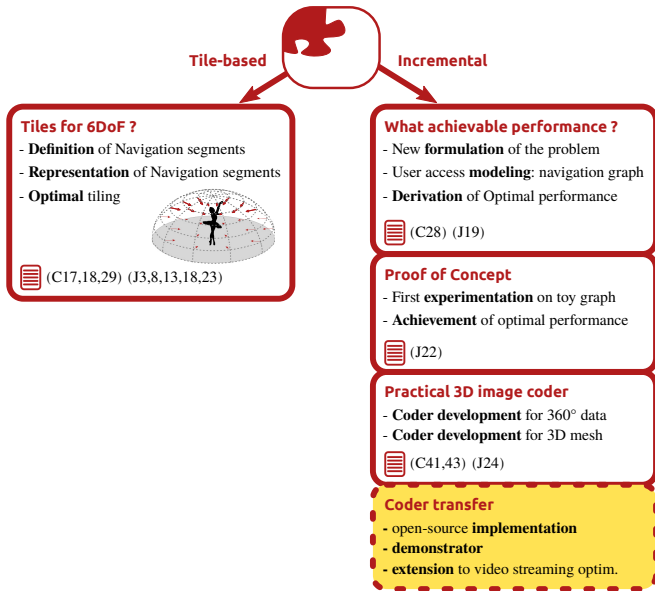 Tile-based
Incremental
Tiles for 6DoF ?
- Definition of Navigation segments
- Representation of Navigation segments
- Optimal tiling
(C17,18,29) (J3,8,13,18,23)
What achievable performance ?
- New formulation of the problem
- User access modeling: navigation graph
- Derivation of Optimal performance
(C28) (J19)
Proof of Concept
- First experimentation on toy graph
- Achievement of optimal performance
(J22)
Practical 3D image coder
- Coder development for 360° data
- Coder development for 3D mesh
(C41,43) (J24)
Coder transfer
- open-source implementation
- demonstrator
- extension to video streaming optim.